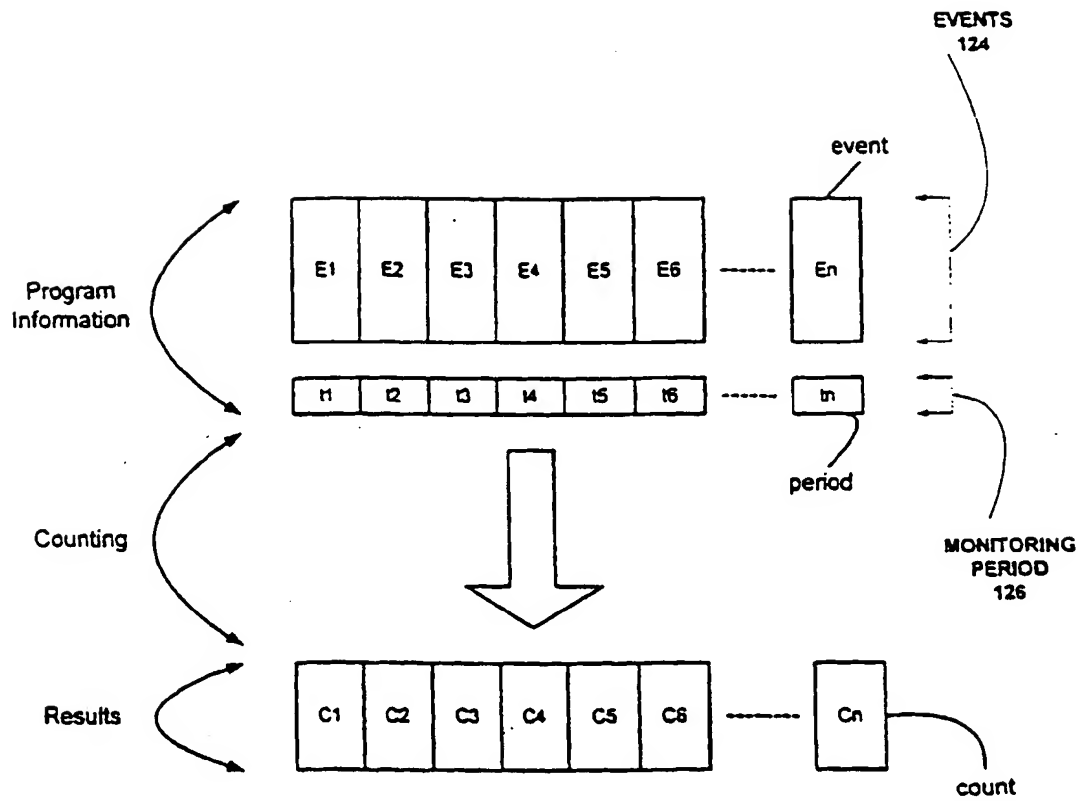 EVENTS
124
event
E1 E2 E3 E4 E5 E6 En
Program
Information
t1 t2 t3 t4 t5 t6 tn
period
Counting
MONITORING
PERIOD
126
C1 C2 C3 C4 C5 C6 Cn
Results
count